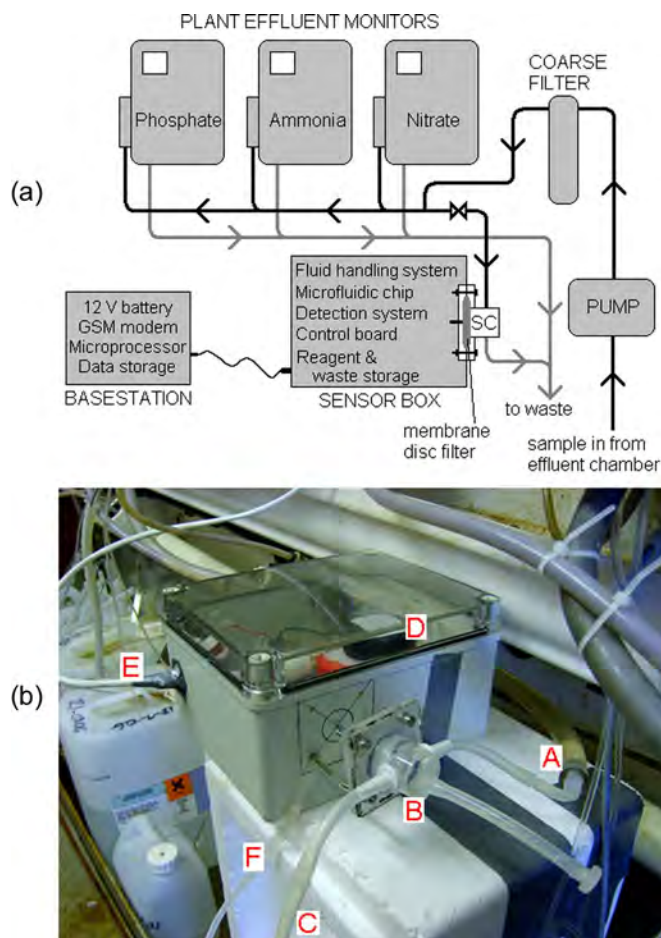 PLANT EFFLUENT MONITORS
Phosphate
Ammonia
Nitrate
COARSE
FILTER
(a)
12 V battery
GSM modem
Microprocessor
Data storage
BASESTATION
Fluid handling system
Microfluidic chip
Detection system
Control board
Reagent &
waste storage
SENSOR BOX
SC
PUMP
membrane
disc filter
to waste
sample in from
effluent chamber
(b)
D
E
A
B
F
C